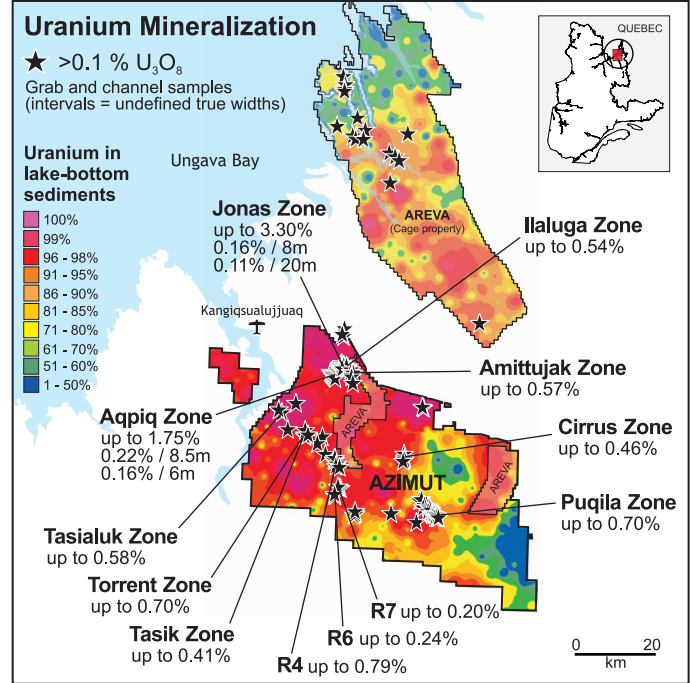 Uranium Mineralization
>0.1 % U₃O₈
Grab and channel samples
(intervals = undefined true widths)
QUEBEC
Uranium in
lake-bottom
sediments
100%
99%
96 - 98%
91 - 95%
86 - 90%
81 - 85%
71 - 80%
61 - 70%
51 - 60%
1 - 50%
Ungava Bay
AREVA
(Cage property)
Jonas Zone
up to 3.30%
0.16% / 8m
0.11% / 20m
Ilaluga Zone
up to 0.54%
Kangiqsualujjuaq
Amittujak Zone
up to 0.57%
Aqpiq Zone
up to 1.75%
0.22% / 8.5m
0.16% / 6m
AREVA
Cirrus Zone
up to 0.46%
AZIMUT
AREVA
Puqila Zone
up to 0.70%
Tasialuk Zone
up to 0.58%
Torrent Zone
up to 0.70%
Tasik Zone
up to 0.41%
R7 up to 0.20%
R6 up to 0.24%
R4 up to 0.79%
0 20
km